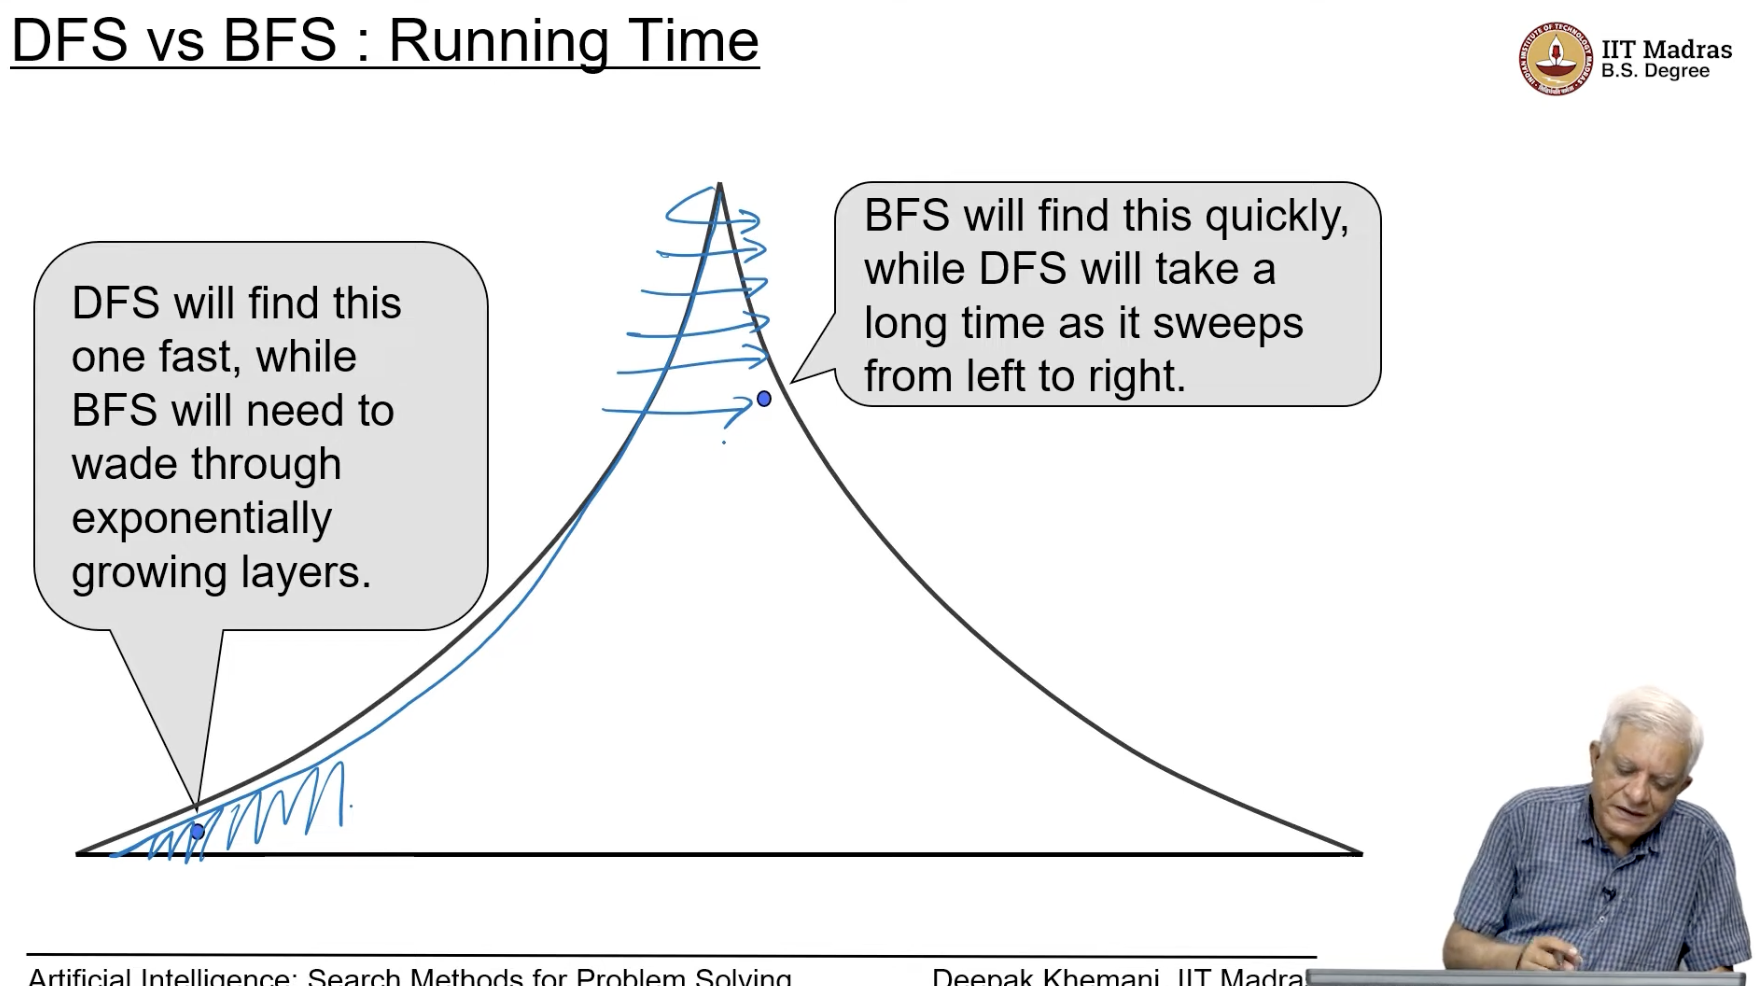 DFS vs BFS : Running Time
IIT Madras
B.S. Degree
DFS will find this
one fast, while
BFS will need to
wade through
exponentially
growing layers.
BFS will find this quickly,
while DFS will take a
long time as it sweeps
from left to right.
Artificial Intelligence: Search Methods for Problem Solving
Deepak Khemani, IIT Madras